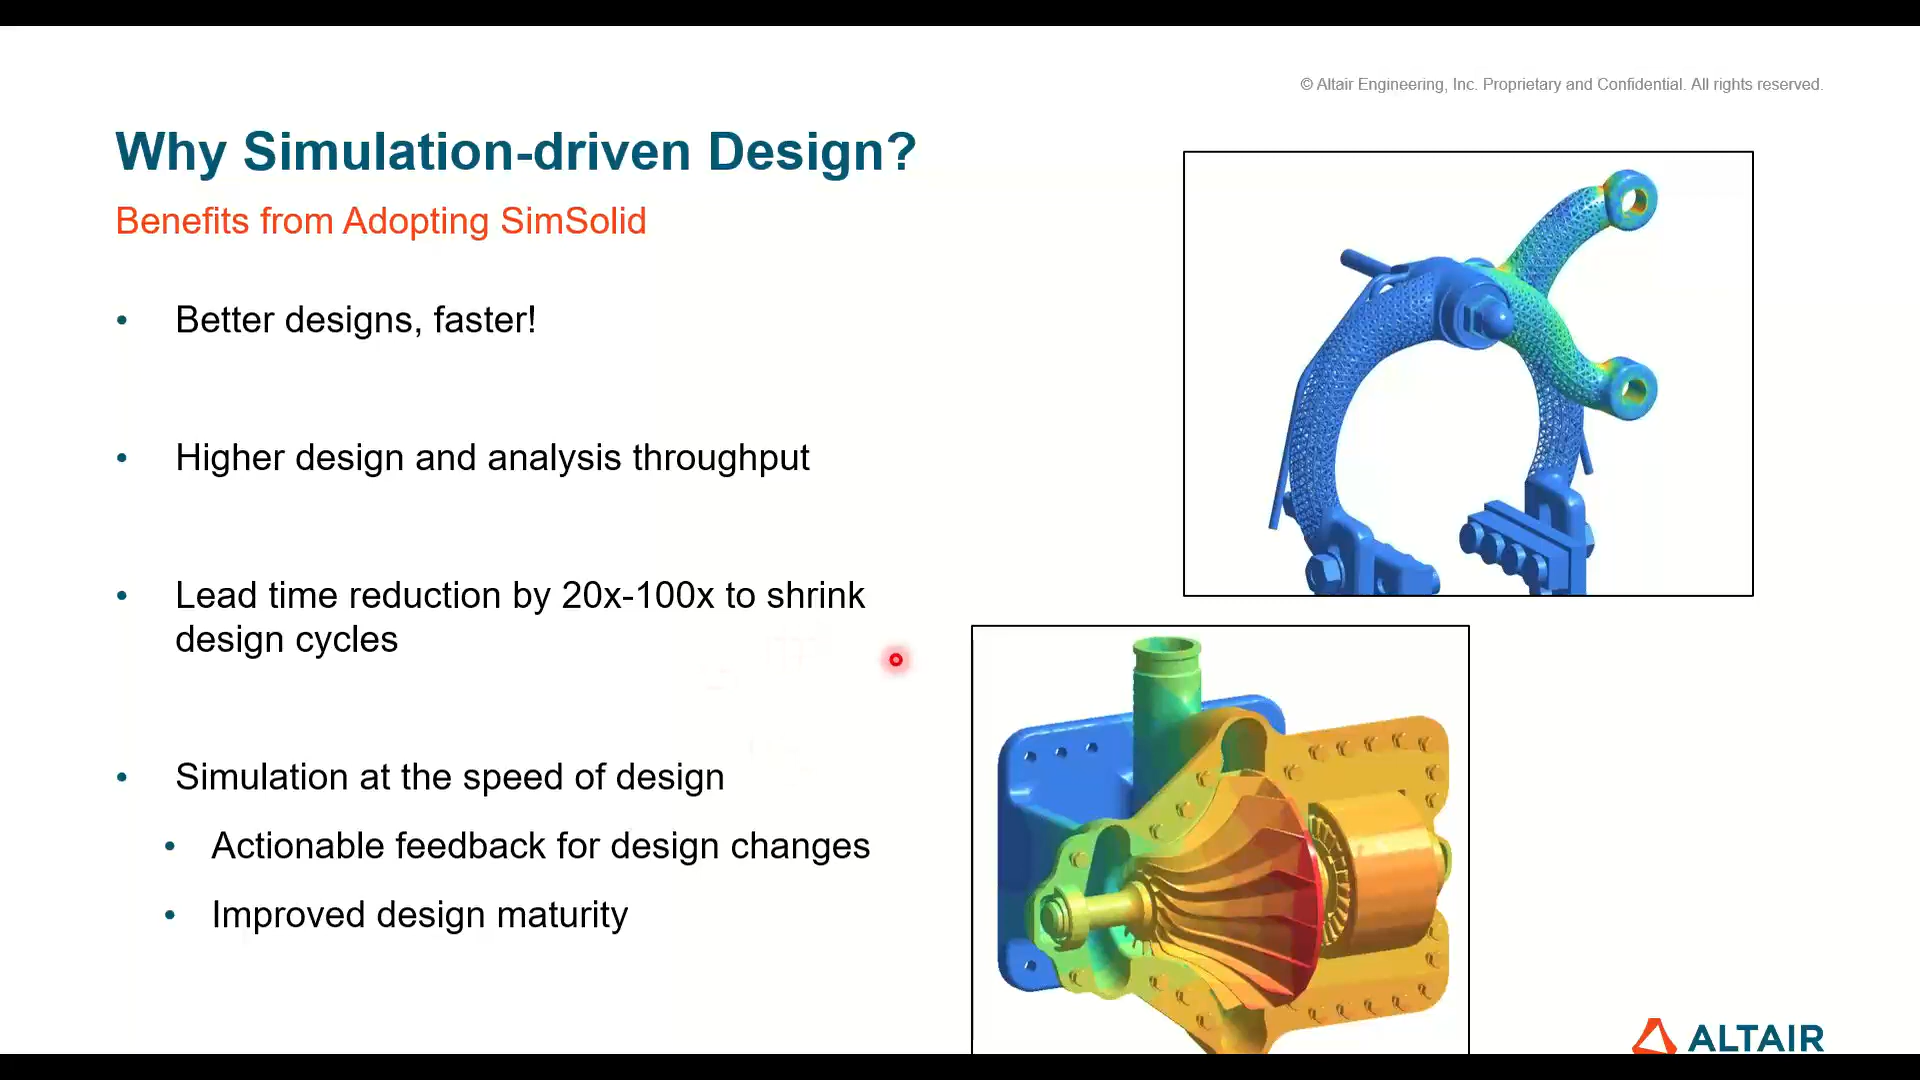 © Altair Engineering, Inc. Proprietary and Confidential. All rights reserved.
Why Simulation-driven Design?
Benefits from Adopting SimSolid
• Better designs, faster!
• Higher design and analysis throughput
• Lead time reduction by 20x-100x to shrink
design cycles
• Simulation at the speed of design
• Actionable feedback for design changes
• Improved design maturity
ALTAIR